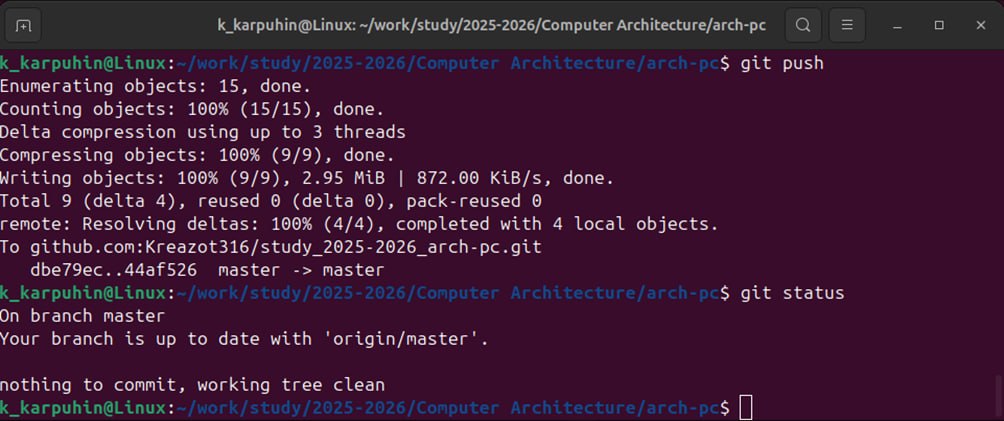 k_karpuhin@Linux: ~/work/study/2025-2026/Computer Architecture/arch-pc
k_karpuhin@Linux:~/work/study/2025-2026/Computer Architecture/arch-pc$ git push
Enumerating objects: 15, done.
Counting objects: 100% (15/15), done.
Delta compression using up to 3 threads
Compressing objects: 100% (9/9), done.
Writing objects: 100% (9/9), 2.95 MiB | 872.00 KiB/s, done.
Total 9 (delta 4), reused 0 (delta 0), pack-reused 0
remote: Resolving deltas: 100% (4/4), completed with 4 local objects.
To github.com:Kreazot316/study_2025-2026_arch-pc.git
   dbe79ec..44af526  master -> master
k_karpuhin@Linux:~/work/study/2025-2026/Computer Architecture/arch-pc$ git status
On branch master
Your branch is up to date with 'origin/master'.

nothing to commit, working tree clean
k_karpuhin@Linux:~/work/study/2025-2026/Computer Architecture/arch-pc$